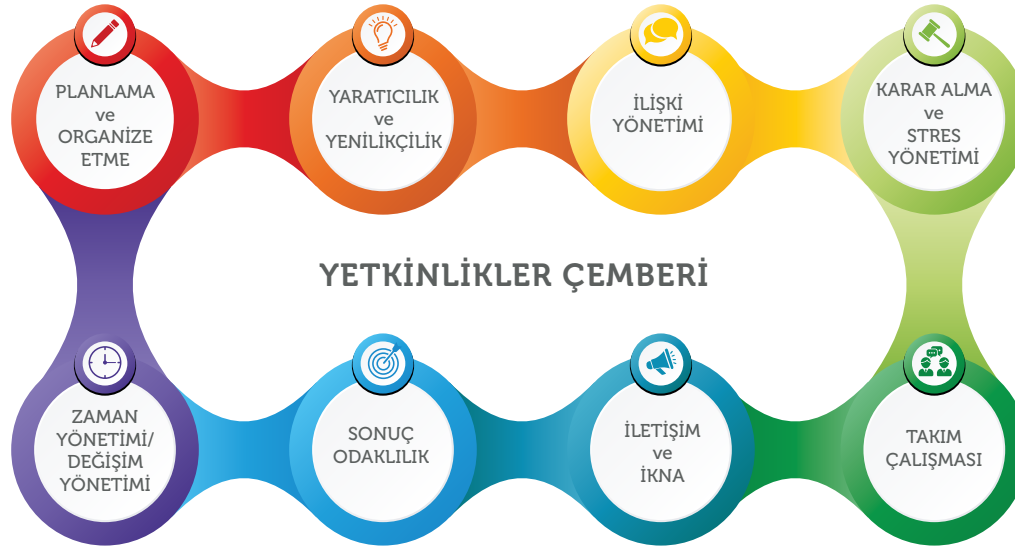 PLANLAMA
ve
ORGANİZE
ETME
YARATICILIK
ve
YENİLİKÇİLİK
İLİŞKİ
YÖNETİMİ
KARAR ALMA
ve
STRES
YÖNETİMİ
YETKİNLİKLER ÇEMBERİ
ZAMAN
YÖNETİMİ/
DEĞİŞİM
YÖNETİMİ
SONUÇ
ODAKLILIK
İLETİŞİM
ve
İKNA
TAKIM
ÇALIŞMASI